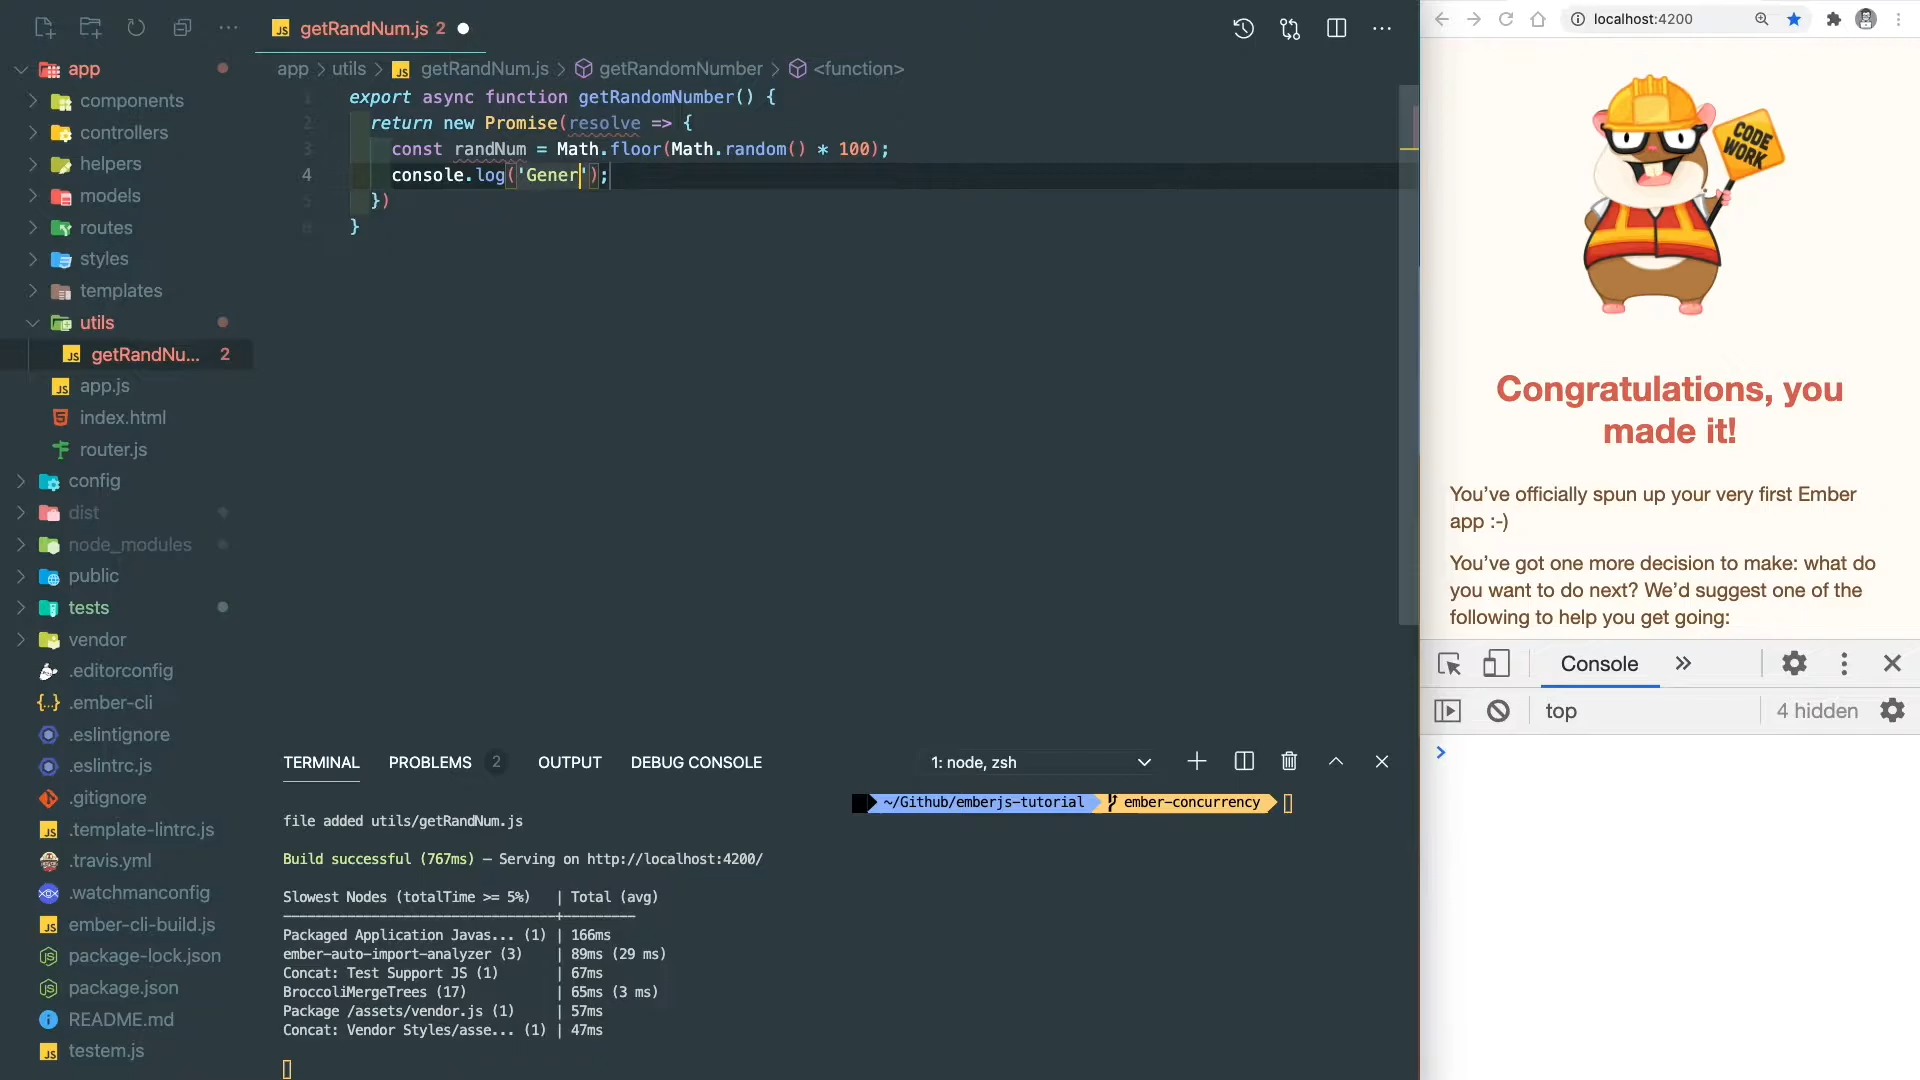 getRandNum.js 2
app > utils > getRandNum.js > getRandomNumber > <function>
app
components
controllers
helpers
models
routes
styles
templates
utils
getRandNu... 2
app.js
index.html
router.js
config
dist
node_modules
public
tests
vendor
.editorconfig
.ember-cli
.eslintignore
.eslintrc.js
.gitignore
.template-lintrc.js
.travis.yml
.watchmanconfig
ember-cli-build.js
package-lock.json
package.json
README.md
testem.js
1 export async function getRandomNumber() {
2 return new Promise(resolve => {
3 const randNum = Math.floor(Math.random() * 100);
4 console.log('Gener');
5 })
6 }
TERMINAL PROBLEMS 2 OUTPUT DEBUG CONSOLE 1: node, zsh
file added utils/getRandNum.js
Build successful (767ms) – Serving on http://localhost:4200/
Slowest Nodes (totalTime >= 5%) | Total (avg)
Packaged Application Javas... (1) | 166ms
ember-auto-import-analyzer (3) | 89ms (29 ms)
Concat: Test Support JS (1) | 67ms
BroccoliMergeTrees (17) | 65ms (3 ms)
Package /assets/vendor.js (1) | 57ms
Concat: Vendor Styles/asse... (1) | 47ms
~/Github/emberjs-tutorial ember-concurrency
localhost:4200
CODE WORK
Congratulations, you
made it!
You’ve officially spun up your very first Ember
app :-)
You’ve got one more decision to make: what do
you want to do next? We’d suggest one of the
following to help you get going:
Console
top 4 hidden